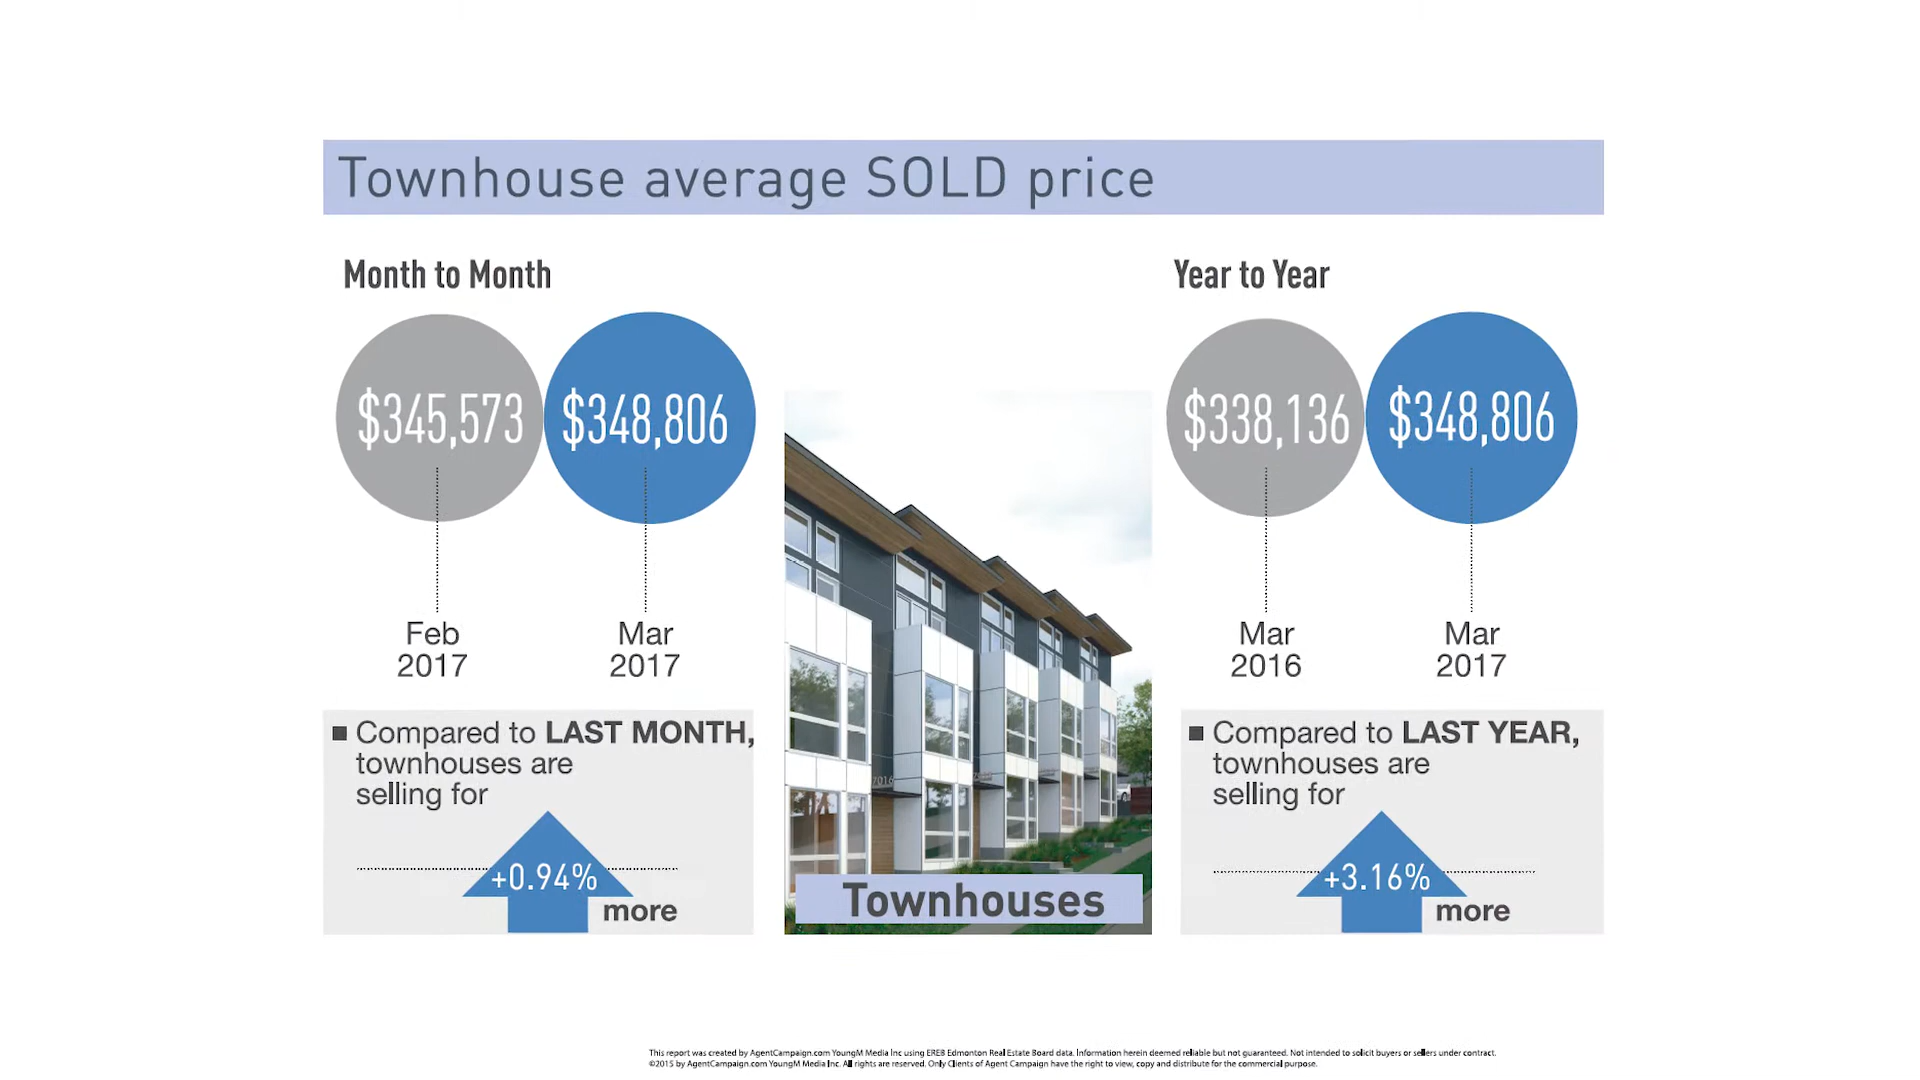 Townhouse average SOLD price
Month to Month
$345,573
$348,806
Feb
2017
Mar
2017
■ Compared to LAST MONTH,
townhouses are
selling for
+0.94%
more
7016
Townhouses
Year to Year
$338,136
$348,806
Mar
2016
Mar
2017
■ Compared to LAST YEAR,
townhouses are
selling for
+3.16%
more
This report was created by AgentCampaign.com YoungM Media Inc using EREB Edmonton Real Estate Board data. Information herein deemed reliable but not guaranteed. Not intended to solicit buyers or sellers under contract.
©2015 by AgentCampaign.com YoungM Media Inc. All rights are reserved. Only Clients of Agent Campaign have the right to view, copy and distribute for the commercial purpose.